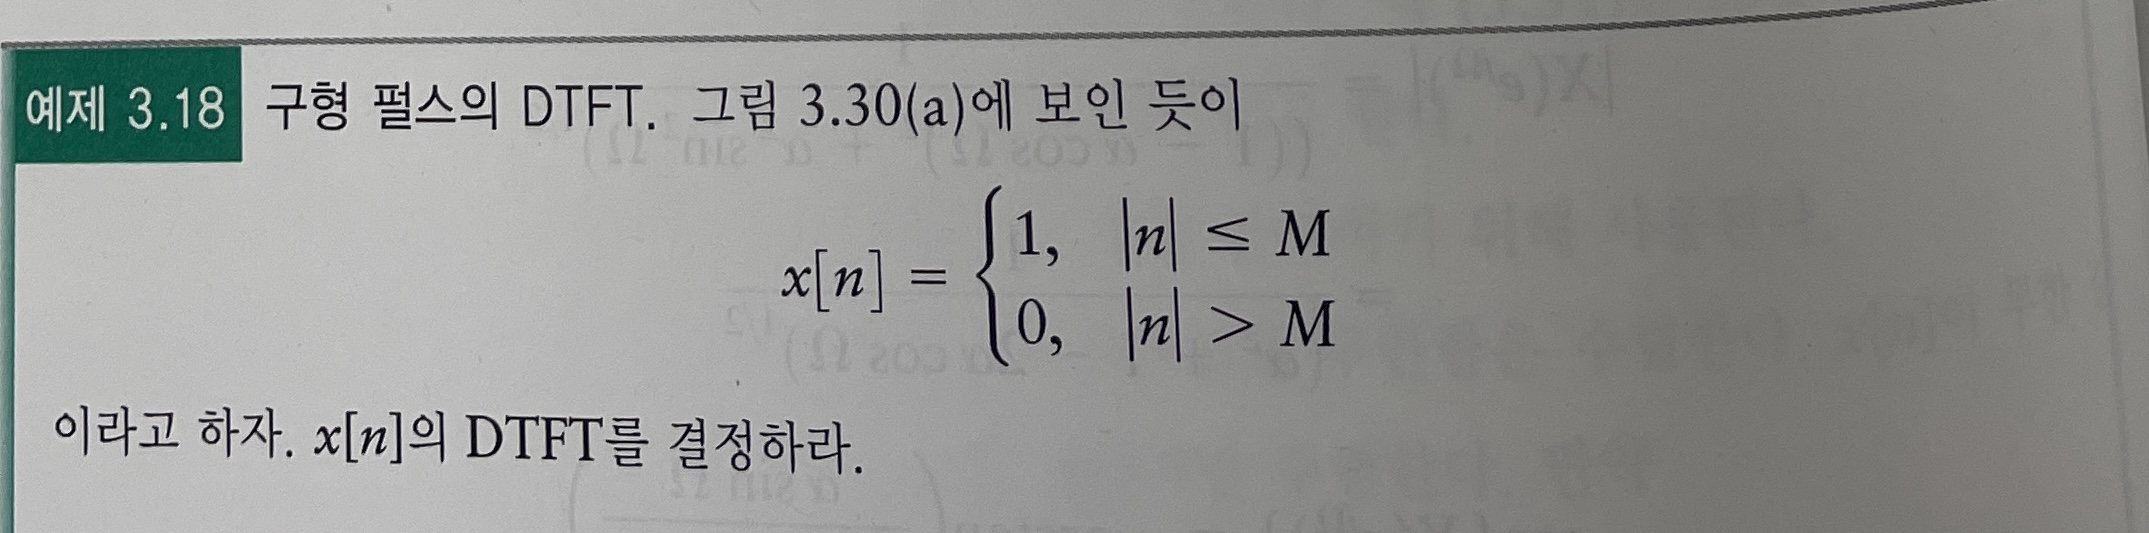 예제 3.18 구형 펄스의 DTFT. 그림 3.30(a)에 보인 듯이
x[n] = { 1, |n| ≤ M
0, |n| > M
이라고 하자. x[n]의 DTFT를 결정하라.